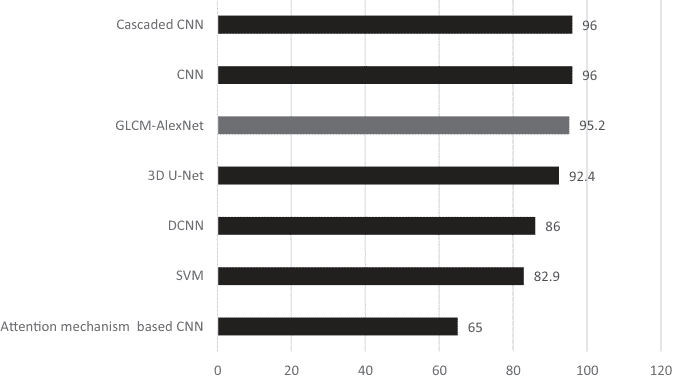 Cascaded CNN 96
CNN 96
GLCM-AlexNet 95.2
3D U-Net 92.4
DCNN 86
SVM 82.9
Attention mechanism based CNN 65
0 20 40 60 80 100 120